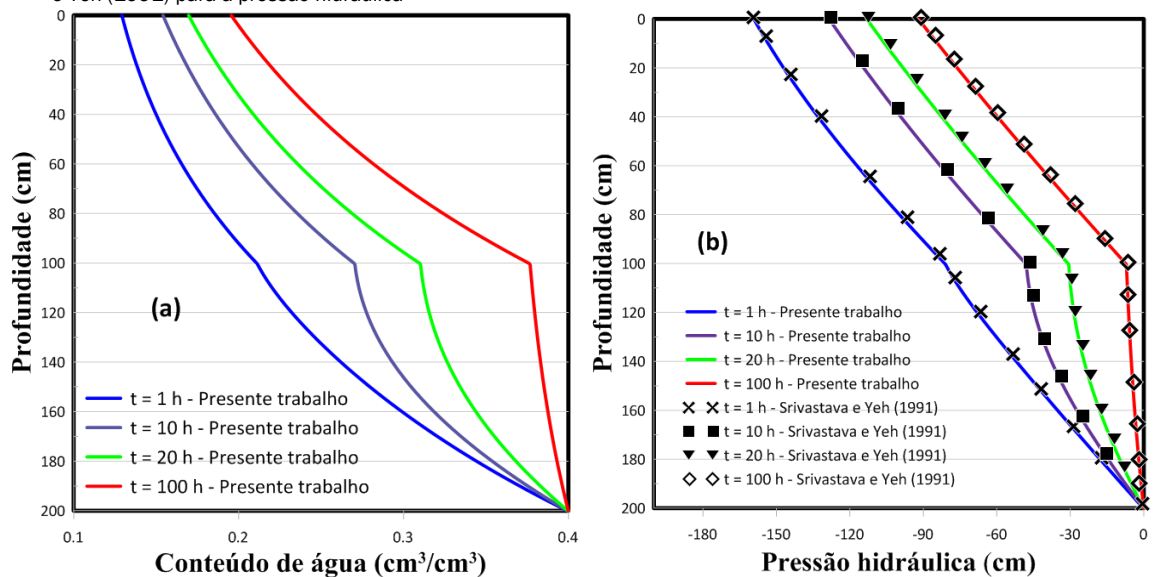 e Yeh (1991) para a pressão hidráulica
0
20
40
60
80
100
120
140
160
180
200
Profundidade (cm)
(a)
t = 1 h - Presente trabalho
t = 10 h - Presente trabalho
t = 20 h - Presente trabalho
t = 100 h - Presente trabalho
0.1
0.2
0.3
0.4
Conteúdo de água (cm³/cm³)
0
20
40
60
80
100
120
140
160
180
200
Profundidade (cm)
(b)
t = 1 h - Presente trabalho
t = 10 h - Presente trabalho
t = 20 h - Presente trabalho
t = 100 h - Presente trabalho
t = 1 h - Srivastava e Yeh (1991)
t = 10 h - Srivastava e Yeh (1991)
t = 20 h - Srivastava e Yeh (1991)
t = 100 h - Srivastava e Yeh (1991)
-180
-150
-120
-90
-60
-30
0
Pressão hidráulica (cm)